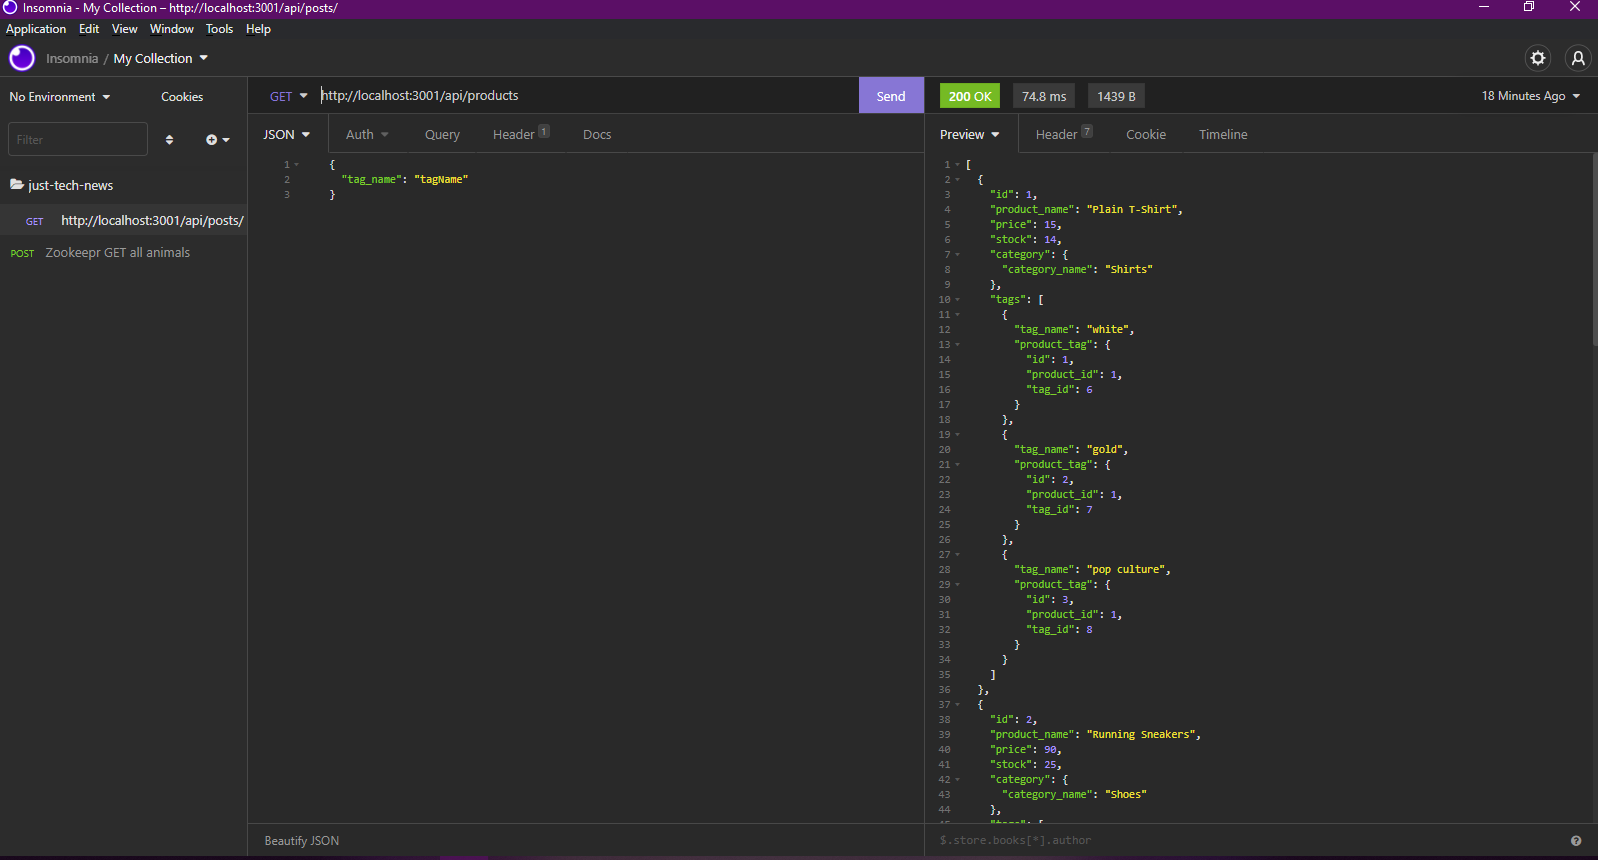 Insomnia - My Collection – http://localhost:3001/api/posts/
Application Edit View Window Tools Help
Insomnia / My Collection
No Environment Cookies
Filter
just-tech-news
GET http://localhost:3001/api/posts/
POST Zookeepr GET all animals
GET http://localhost:3001/api/products Send
JSON Auth Query Header 1 Docs
1 {
2 "tag_name": "tagName"
3 }
Beautify JSON
200 OK 74.8 ms 1439 B 18 Minutes Ago
Preview Header 7 Cookie Timeline
1 [
2 {
3 "id": 1,
4 "product_name": "Plain T-Shirt",
5 "price": 15,
6 "stock": 14,
7 "category": {
8 "category_name": "Shirts"
9 },
10 "tags": [
11 {
12 "tag_name": "white",
13 "product_tag": {
14 "id": 1,
15 "product_id": 1,
16 "tag_id": 6
17 }
18 },
19 {
20 "tag_name": "gold",
21 "product_tag": {
22 "id": 2,
23 "product_id": 1,
24 "tag_id": 7
25 }
26 },
27 {
28 "tag_name": "pop culture",
29 "product_tag": {
30 "id": 3,
31 "product_id": 1,
32 "tag_id": 8
33 }
34 }
35 ]
36 },
37 {
38 "id": 2,
39 "product_name": "Running Sneakers",
40 "price": 90,
41 "stock": 25,
42 "category": {
43 "category_name": "Shoes"
44 },
45 "tags": [
$.store.books[*].author